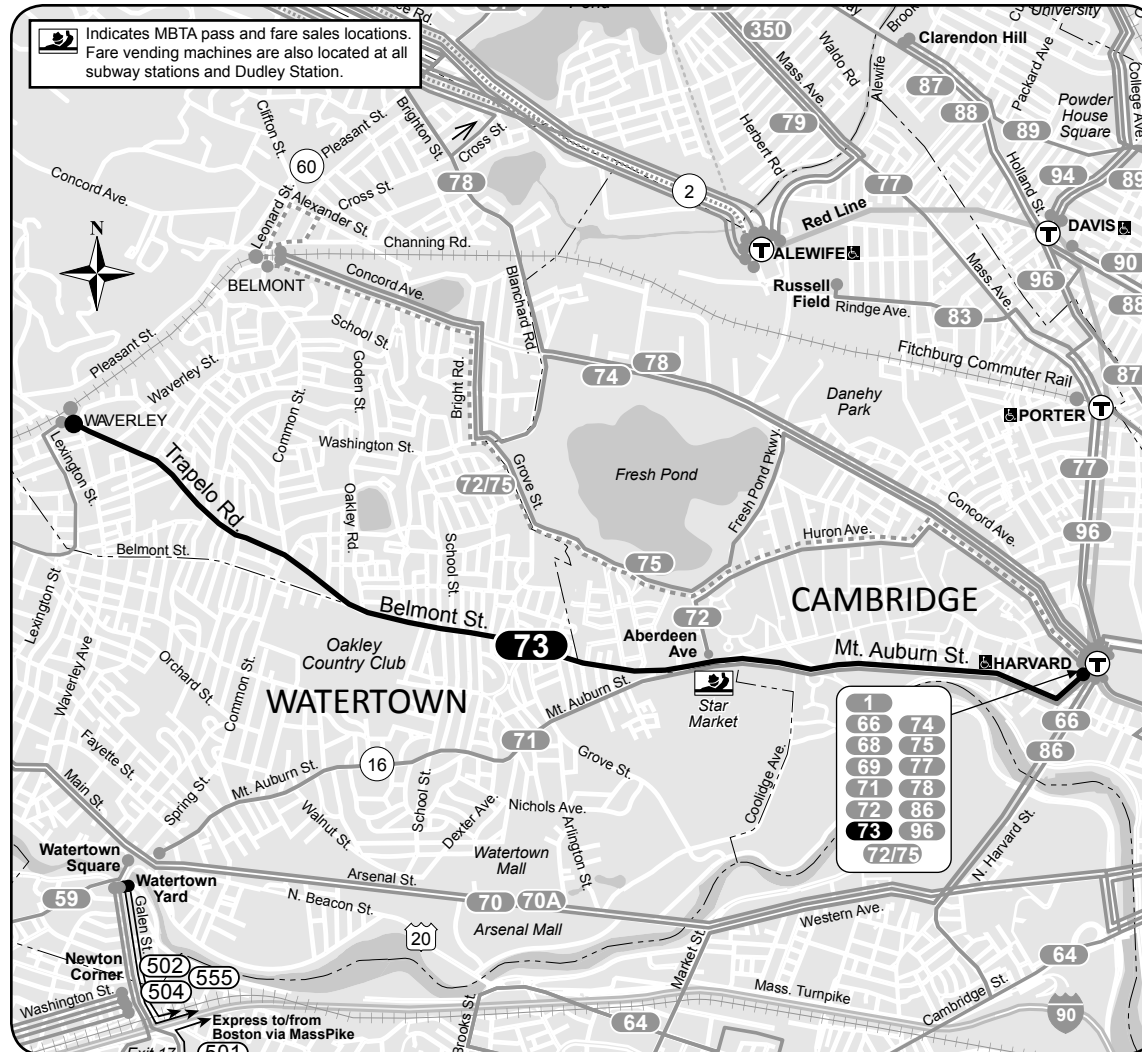 Indicates MBTA pass and fare sales locations.
Fare vending machines are also located at all
subway stations and Dudley Station.
Pond
University
350
Clarendon Hill
Waldo Rd
Alewife
Mass. Ave
87
88
Packard Ave
College Ave.
Powder
House
Square
89
79
Herbert Rd
Holland St.
94
89
77
Red Line
2
T
DAVIS
90
88
96
Clifton St.
Pleasant St.
60
Brighton St.
Cross St.
78
Concord Ave.
Cross St.
Alexander St.
Leonard St.
Channing Rd.
N
BELMONT
Concord Ave.
Blanchard Rd.
T
ALEWIFE
Russell
Field
Rindge Ave.
83
Mass. Ave
Fitchburg Commuter Rail
87
PORTER
T
Pleasant St.
Waverley St.
School St.
Goden St.
Bright Rd.
74
78
Danehy
Park
WAVERLEY
Lexington St.
Common St.
Washington St.
Trapelo Rd.
Oakley Rd.
72/75
Grove St.
Fresh Pond
Fresh Pond Pkwy.
Concord Ave.
77
96
Huron Ave.
Belmont St.
School St.
75
72
Lexington St
Belmont St.
73
Aberdeen
Ave
CAMBRIDGE
Mt. Auburn St.
HARVARD
T
Waverley Ave
Orchard St.
Common St.
Oakley
Country Club
WATERTOWN
Mt. Auburn St.
Star
Market
1
66 74
68 75
69 77
71 78
72 86
73 96
72/75
66
86
71
Fayette St.
Main St.
Spring St.
Mt. Auburn St.
16
Grove St.
Coolidge Ave.
Walnut St.
School St.
Dexter Ave.
Nichols Ave.
Arlington St.
Watertown
Mall
N. Harvard St.
Watertown
Square
Watertown
Yard
59
Arsenal St.
N. Beacon St.
70
70A
Arsenal Mall
Western Ave.
Galen St.
20
Market St.
64
Newton
Corner
502
555
504
Washington St.
Express to/from
Boston via MassPike
Exit 17
501
Brooks St.
64
Mass. Turnpike
Cambridge St.
90